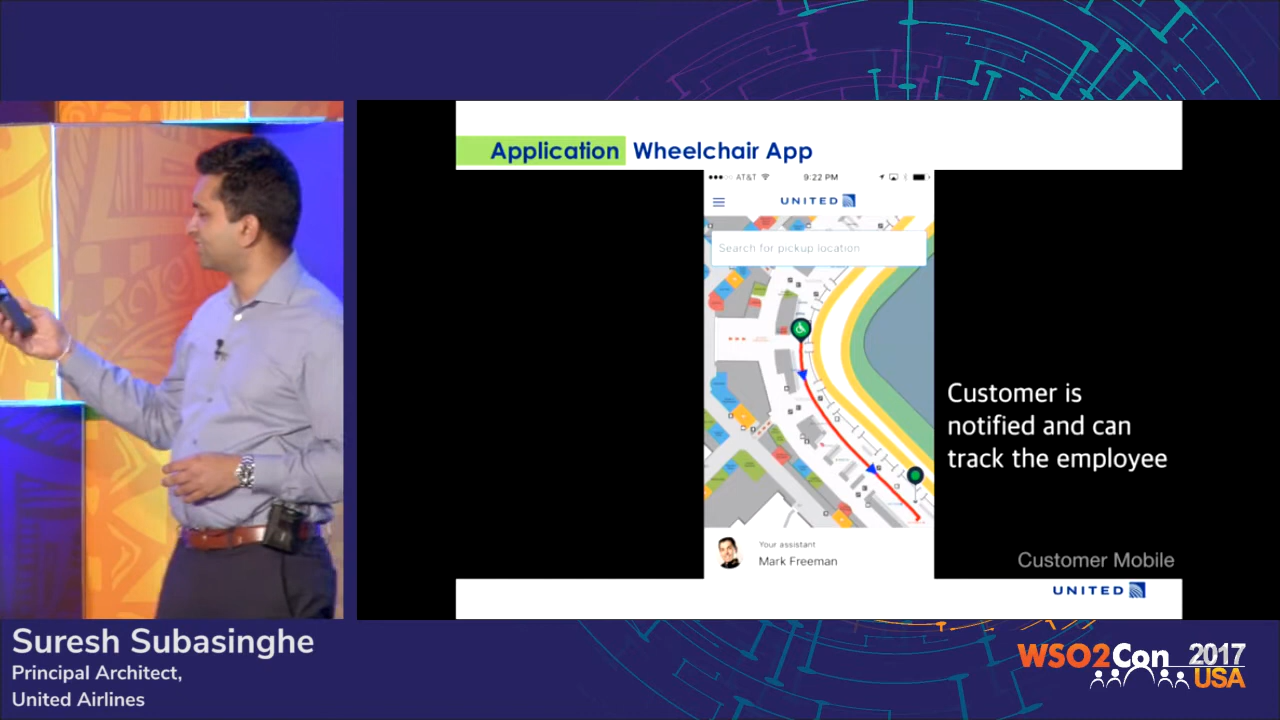 Application Wheelchair App
AT&T 9:22 PM
UNITED
Search for pickup location
Your assistant
Mark Freeman
Customer is
notified and can
track the employee
Customer Mobile
UNITED
Suresh Subasinghe
Principal Architect,
United Airlines
WSO2Con 2017
USA